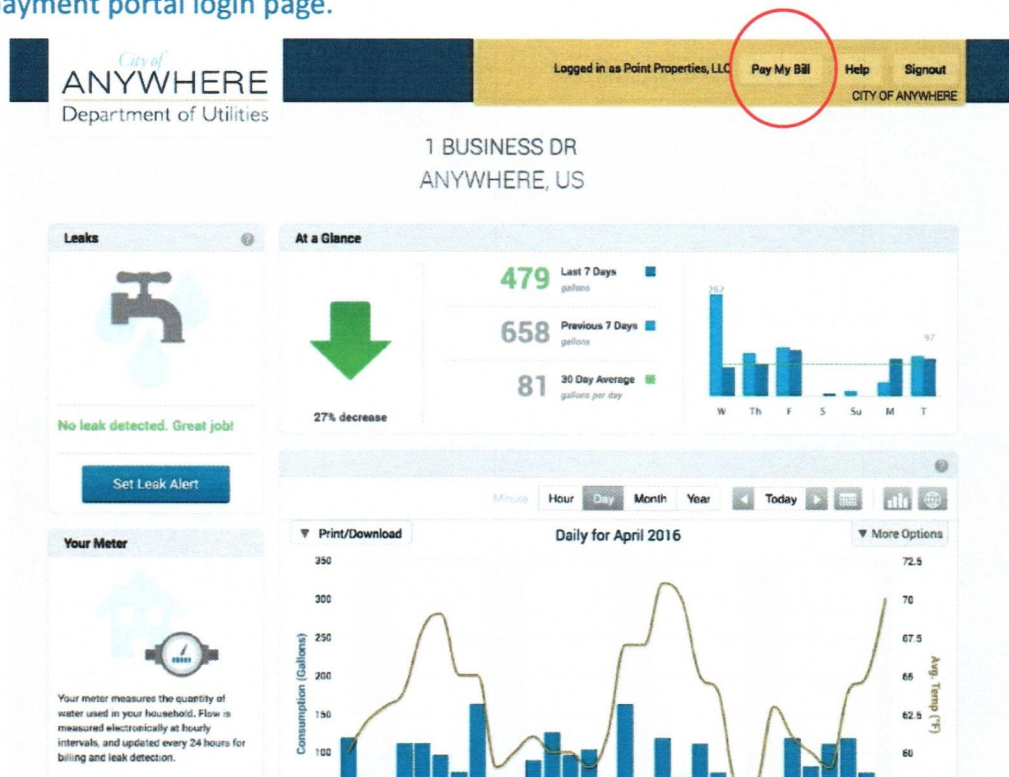 ayment portal login page.
City of
ANYWHERE
Department of Utilities
Logged in as Point Properties, LLC Pay My Bill Help Signout
CITY OF ANYWHERE
1 BUSINESS DR
ANYWHERE, US
Leaks
No leak detected. Great job!
Set Leak Alert
At a Glance
27% decrease
479 Last 7 Days
gallons
658 Previous 7 Days
gallons
81 30 Day Average
gallons per day
262
97
W Th F S Su M T
Minute Hour Day Month Year Today
Print/Download
Daily for April 2016
More Options
350
300
250
200
150
100
Consumption (Gallons)
72.5
70
67.5
65
62.5
60
Avg. Temp (°F)
Your Meter
Your meter measures the quantity of
water used in your household. Flow is
measured electronically at hourly
intervals, and updated every 24 hours for
billing and leak detection.